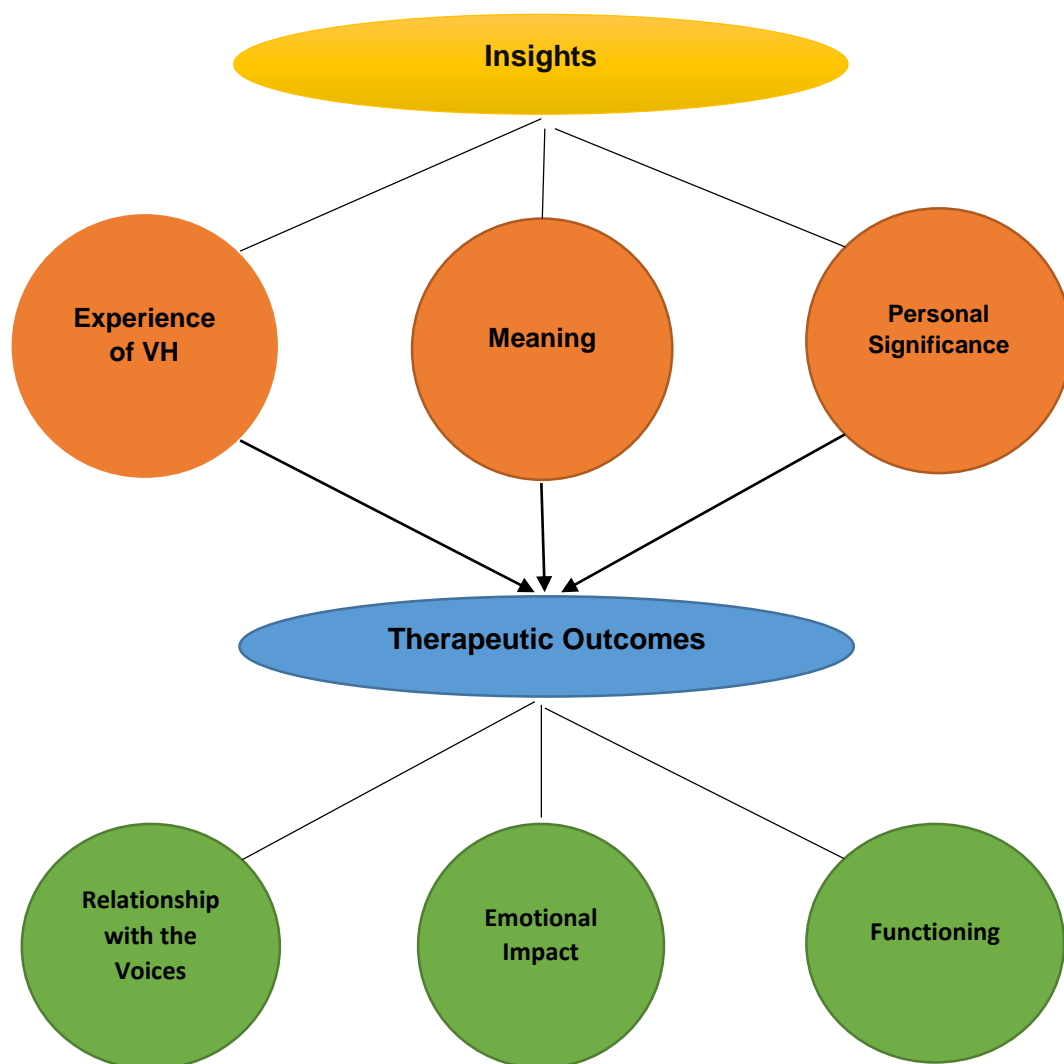 Insights
Experience
of VH
Meaning
Personal
Significance
Therapeutic Outcomes
Relationship
with the
Voices
Emotional
Impact
Functioning